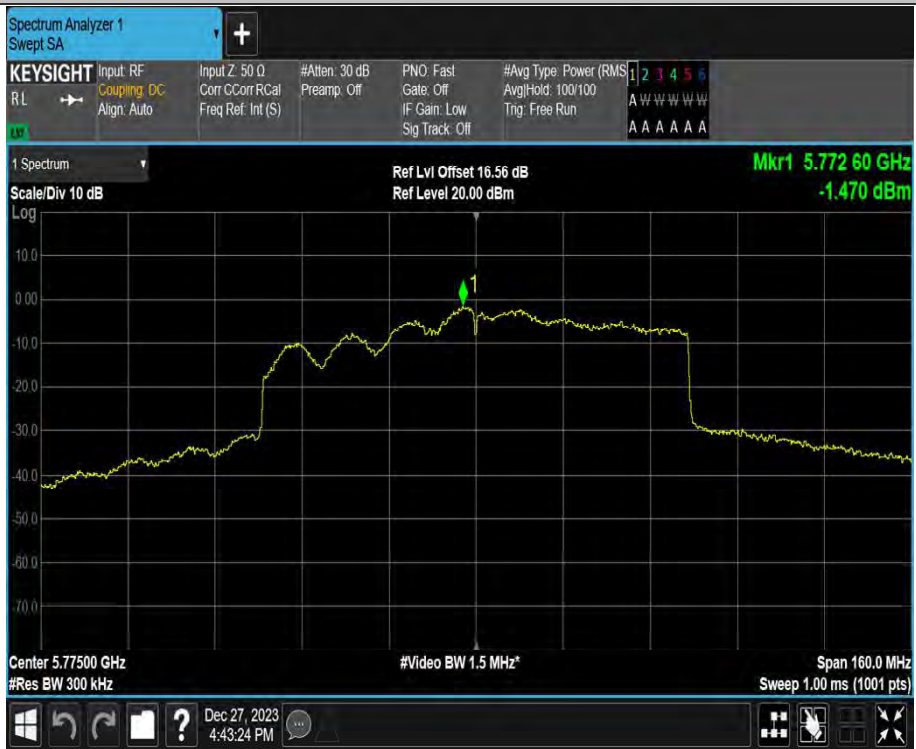 Spectrum Analyzer 1
Swept SA
+
KEYSIGHT
RL
Input: RF
Coupling: DC
Align: Auto
Input Z: 50 Ω
Corr CCorr RCal
Freq Ref: Int (S)
#Atten: 30 dB
Preamp: Off
PNO: Fast
Gate: Off
IF Gain: Low
Sig Track: Off
#Avg Type: Power (RMS
Avg|Hold: 100/100
Trig: Free Run
1 2 3 4 5 6
A W W W W W
A A A A A A
1 Spectrum
Scale/Div 10 dB
Log
Ref Lvl Offset 16.56 dB
Ref Level 20.00 dBm
Mkr1 5.772 60 GHz
-1.470 dBm
10.0
0.00
-10.0
-20.0
-30.0
-40.0
-50.0
-60.0
-70.0
1
Center 5.77500 GHz
#Res BW 300 kHz
#Video BW 1.5 MHz*
Span 160.0 MHz
Sweep 1.00 ms (1001 pts)
?
Dec 27, 2023
4:43:24 PM